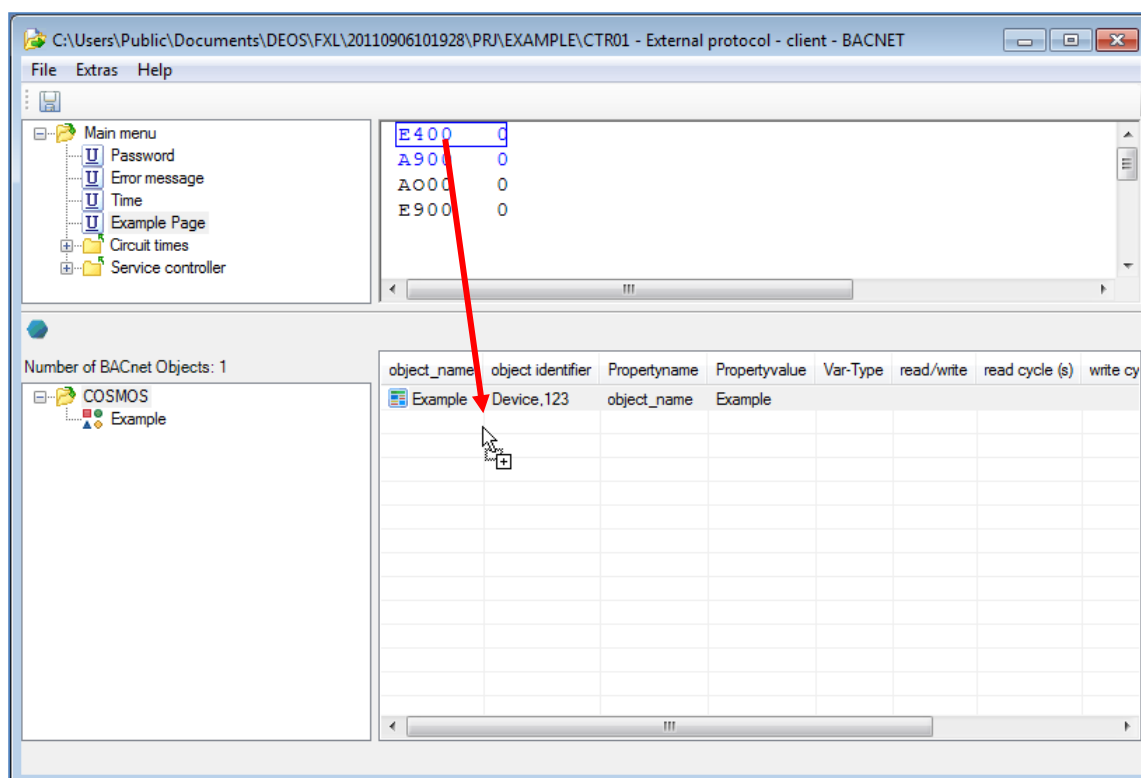 C:\Users\Public\Documents\DEOS\FXL\20110906101928\PRJ\EXAMPLE\CTR01 - External protocol - client - BACNET
File Extras Help
Main menu
U Password
U Error message
U Time
U Example Page
Circuit times
Service controller
E400 0
A900 0
AO00 0
E900 0
Number of BACnet Objects: 1
COSMOS
Example
object_name object identifier Propertyname Propertyvalue Var-Type read/write read cycle (s) write cy
Example Device,123 object_name Example